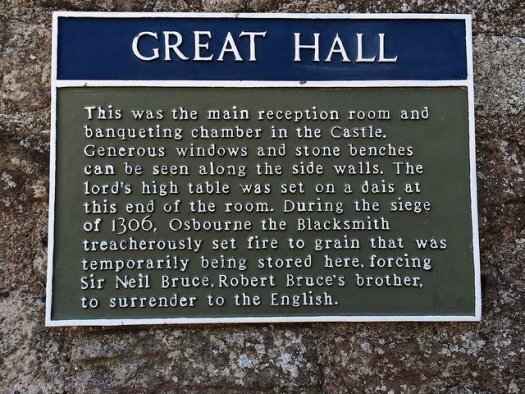 GREAT HALL
This was the main reception room and
banqueting chamber in the Castle.
Generous windows and stone benches
can be seen along the side walls. The
lord's high table was set on a dais at
this end of the room. During the siege
of 1306, Osbourne the Blacksmith
treacherously set fire to grain that was
temporarily being stored here, forcing
Sir Neil Bruce, Robert Bruce's brother,
to surrender to the English.